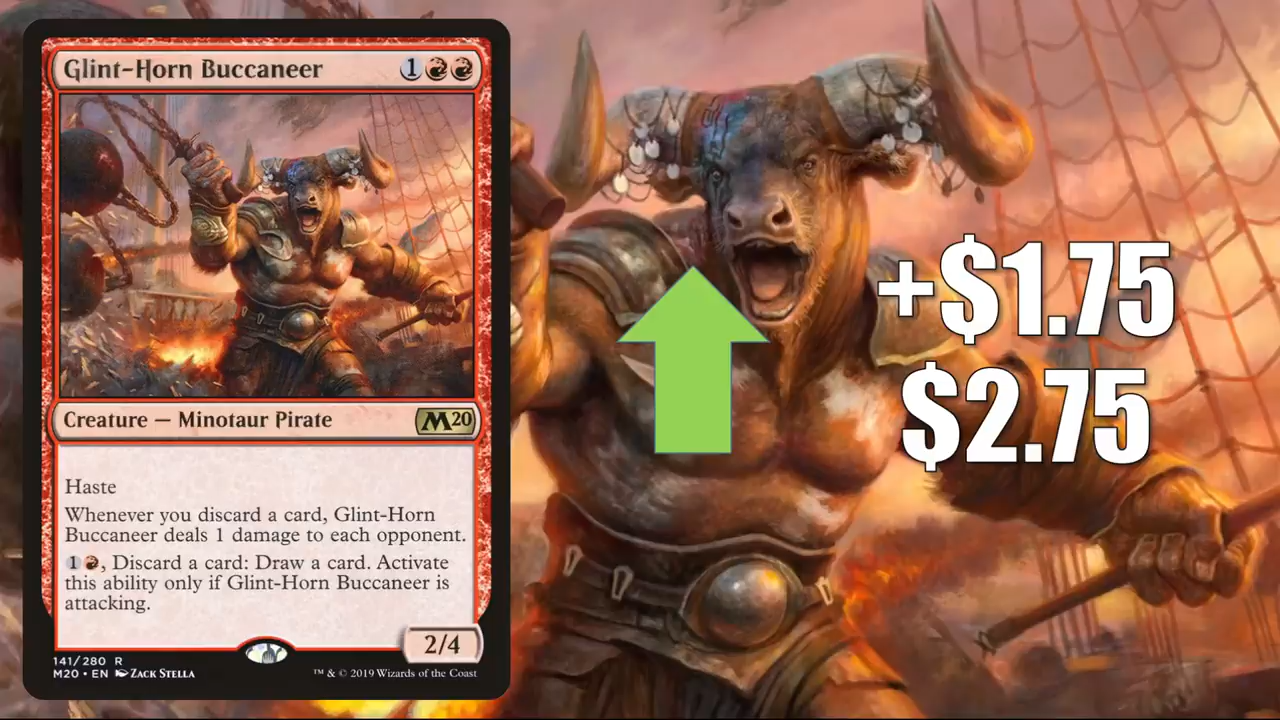 Glint-Horn Buccaneer 1
Creature — Minotaur Pirate M20
Haste
Whenever you discard a card, Glint-Horn
Buccaneer deals 1 damage to each opponent.
1, Discard a card: Draw a card. Activate
this ability only if Glint-Horn Buccaneer is
attacking.
2/4
141/280 R
M20 • EN Zack Stella
™ & © 2019 Wizards of the Coast
+$1.75
$2.75